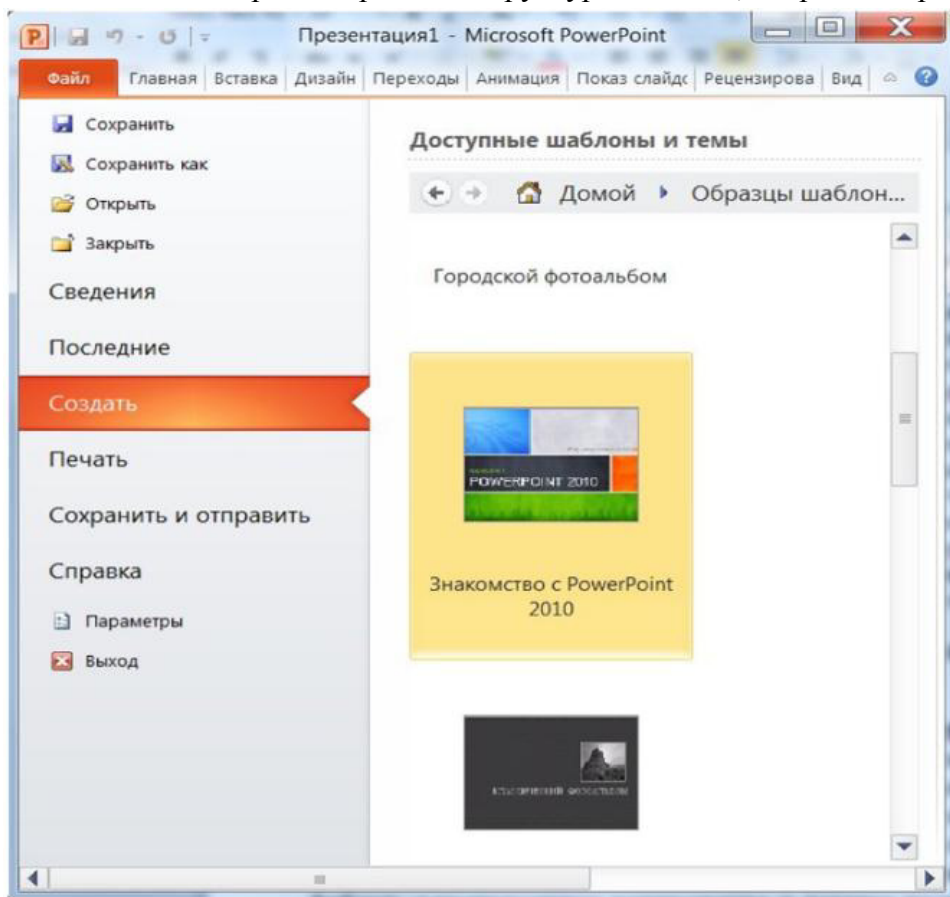 Презентация1 - Microsoft PowerPoint
Файл Главная Вставка Дизайн Переходы Анимация Показ слайдс Рецензирова Вид
Сохранить
Сохранить как
Открыть
Закрыть
Сведения
Последние
Создать
Печать
Сохранить и отправить
Справка
Параметры
Выход
Доступные шаблоны и темы
Домой Образцы шаблон...
Городской фотоальбом
POWERPOINT 2010
Знакомство с PowerPoint
2010